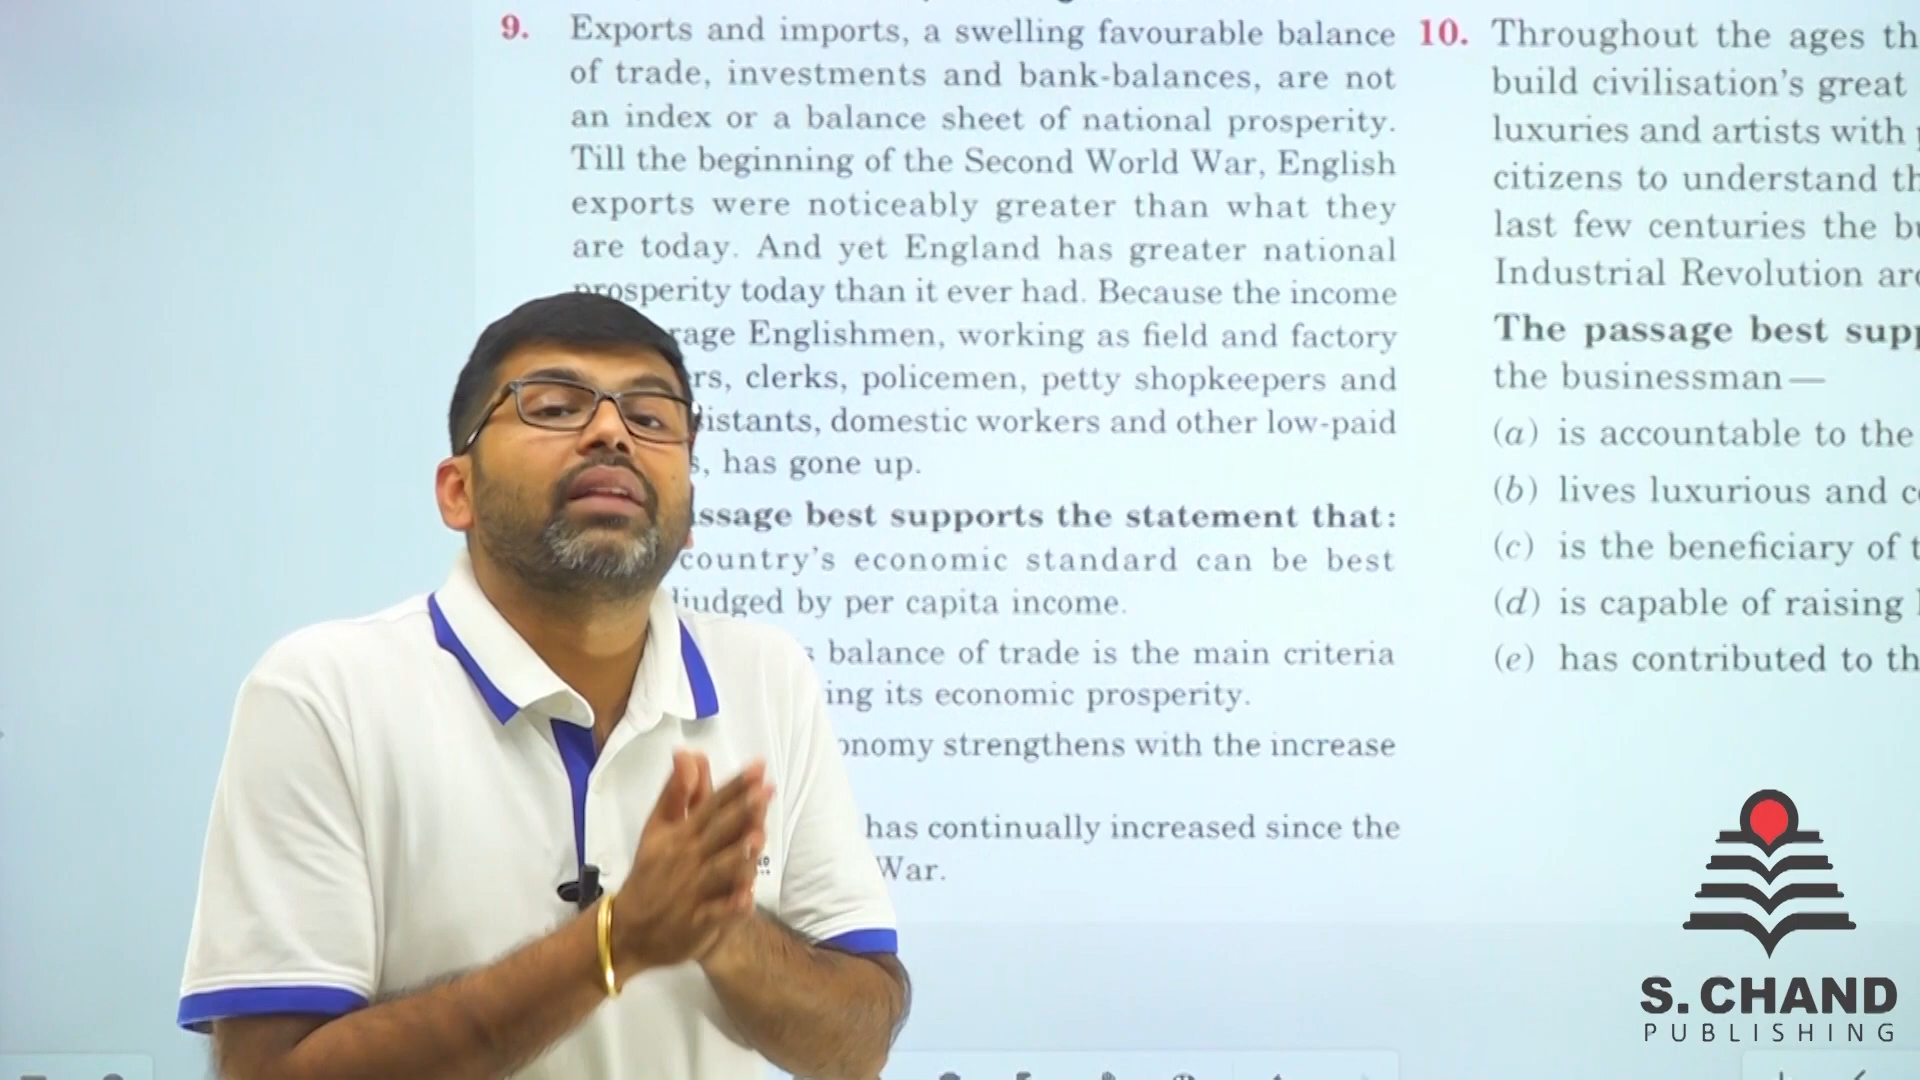 9. Exports and imports, a swelling favourable balance
of trade, investments and bank-balances, are not
an index or a balance sheet of national prosperity.
Till the beginning of the Second World War, English
exports were noticeably greater than what they
are today. And yet England has greater national
prosperity today than it ever had. Because the income
rage Englishmen, working as field and factory
rs, clerks, policemen, petty shopkeepers and
istants, domestic workers and other low-paid
s, has gone up.
ssage best supports the statement that:
country's economic standard can be best
judged by per capita income.
balance of trade is the main criteria
ing its economic prosperity.
onomy strengthens with the increase
has continually increased since the
War.
10. Throughout the ages th
build civilisation's great
luxuries and artists with
citizens to understand th
last few centuries the bu
Industrial Revolution are
The passage best supp
the businessman—
(a) is accountable to the
(b) lives luxurious and co
(c) is the beneficiary of t
(d) is capable of raising
(e) has contributed to th
S. CHAND
PUBLISHING